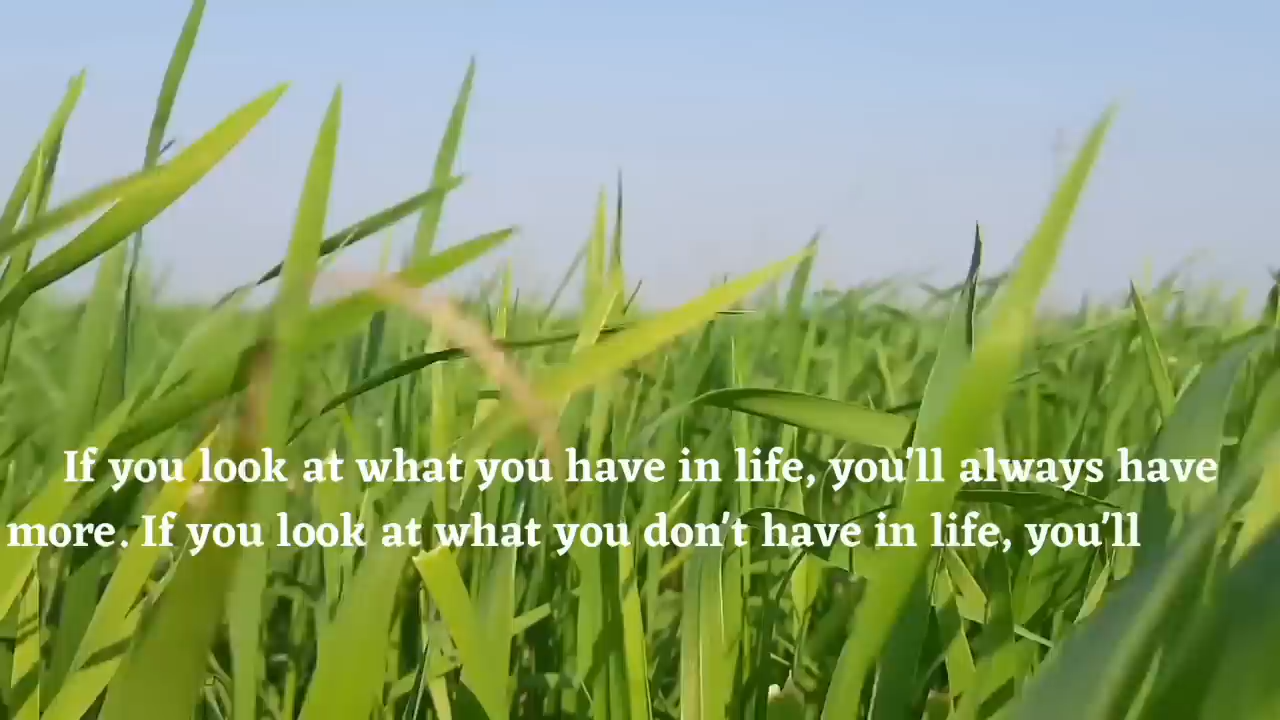 If you look at what you have in life, you'll always have
more. If you look at what you don't have in life, you'll